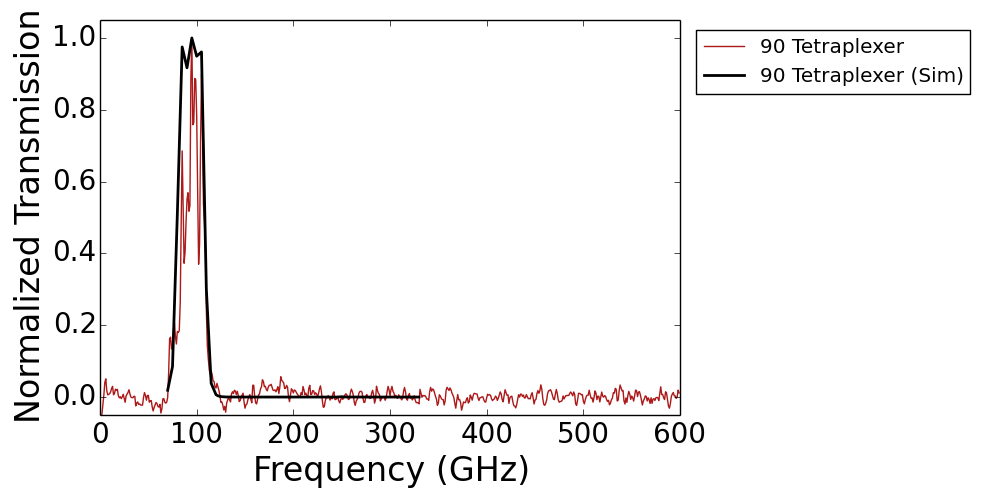 Normalized Transmission
1.0
0.8
0.6
0.4
0.2
0.0
0 100 200 300 400 500 600
Frequency (GHz)
90 Tetraplexer
90 Tetraplexer (Sim)